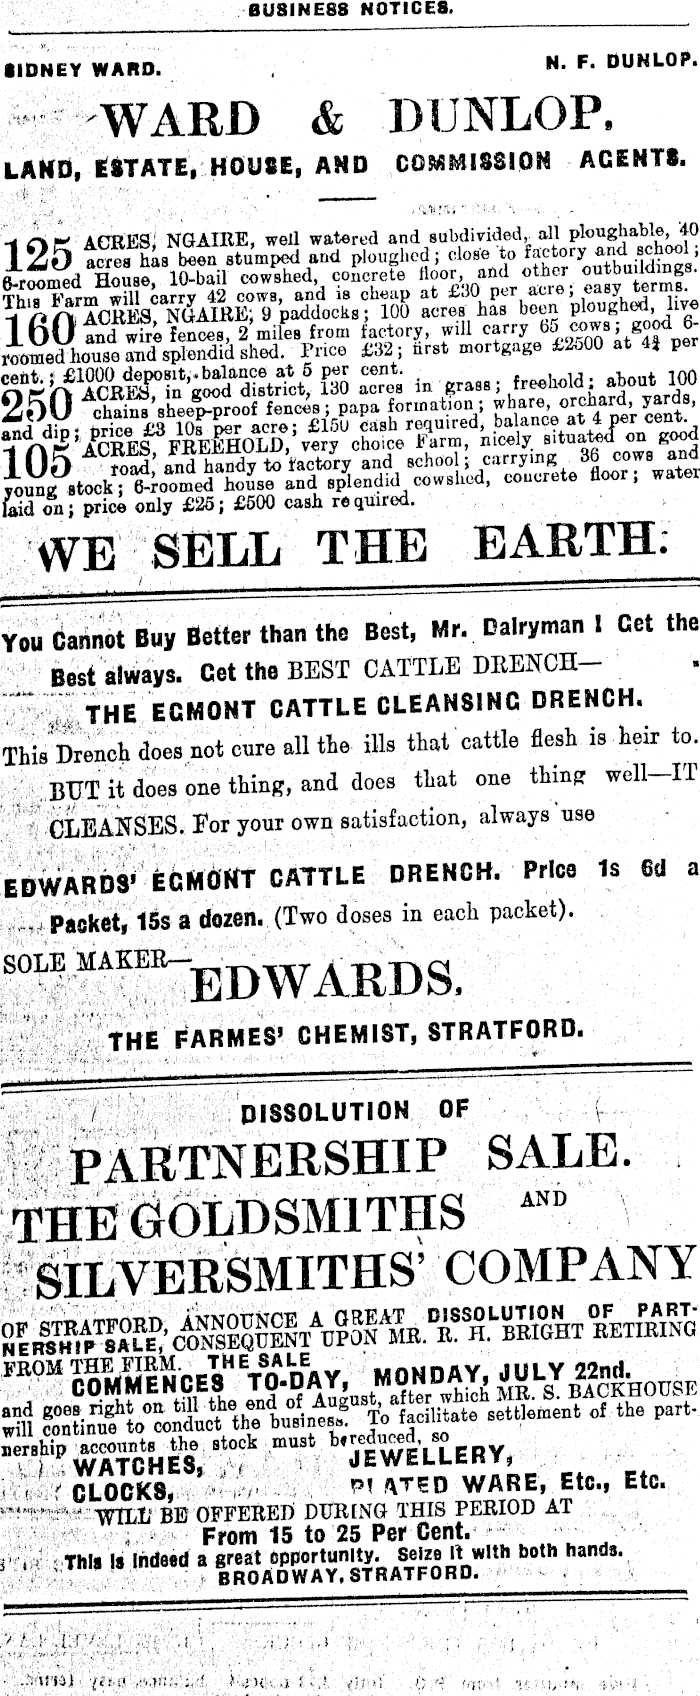 BUSINESS NOTICES.
SIDNEY WARD.
N. F. DUNLOP.
WARD & DUNLOP,
LAND, ESTATE, HOUSE, AND COMMISSION AGENTS.
125 ACRES, NGAIRE, well watered and subdivided, all ploughable, 40
acres has been stumped and ploughed; close to factory and school;
6-roomed House, 10-bail cowshed, concrete floor, and other outbuildings.
This Farm will carry 42 cows, and is cheap at £30 per acre; easy terms.
160 ACRES, NGAIRE; 9 paddocks; 100 acres has been ploughed, live
and wire fences, 2 miles from factory, will carry 65 cows; good 6-
roomed house and splendid shed. Price £32; first mortgage £2500 at 4¾ per
cent.; £1000 deposit, balance at 5 per cent.
250 ACRES, in good district, 130 acres in grass; freehold; about 100
chains sheep-proof fences; papa formation; whare, orchard, yards,
and dip; price £3 10s per acre; £150 cash required, balance at 4 per cent.
105 ACRES, FREEHOLD, very choice Farm, nicely situated on good
road, and handy to factory and school; carrying 36 cows and
young stock; 6-roomed house and splendid cowshed, concrete floor; water
laid on; price only £25; £500 cash required.
WE SELL THE EARTH.
You Cannot Buy Better than the Best, Mr. Dairyman! Get the
Best always. Get the BEST CATTLE DRENCH—
THE EGMONT CATTLE CLEANSING DRENCH.
This Drench does not cure all the ills that cattle flesh is heir to.
BUT it does one thing, and does that one thing well—IT
CLEANSES. For your own satisfaction, always use
EDWARDS' EGMONT CATTLE DRENCH. Price 1s 6d a
Packet, 15s a dozen. (Two doses in each packet).
SOLE MAKER—
EDWARDS,
THE FARMES' CHEMIST, STRATFORD.
DISSOLUTION OF
PARTNERSHIP SALE.
THE GOLDSMITHS AND
SILVERSMITHS' COMPANY
OF STRATFORD, ANNOUNCE A GREAT DISSOLUTION OF PART-
NERSHIP SALE, CONSEQUENT UPON MR. R. H. BRIGHT RETIRING
FROM THE FIRM. THE SALE
COMMENCES TO-DAY, MONDAY, JULY 22nd.
and goes right on till the end of August, after which MR. S. BACKHOUSE
will continue to conduct the business. To facilitate settlement of the part-
nership accounts the stock must be reduced, so
WATCHES, JEWELLERY,
CLOCKS, PLATED WARE, Etc., Etc.
WILL BE OFFERED DURING THIS PERIOD AT
From 15 to 25 Per Cent.
This is indeed a great opportunity. Seize it with both hands.
BROADWAY, STRATFORD.